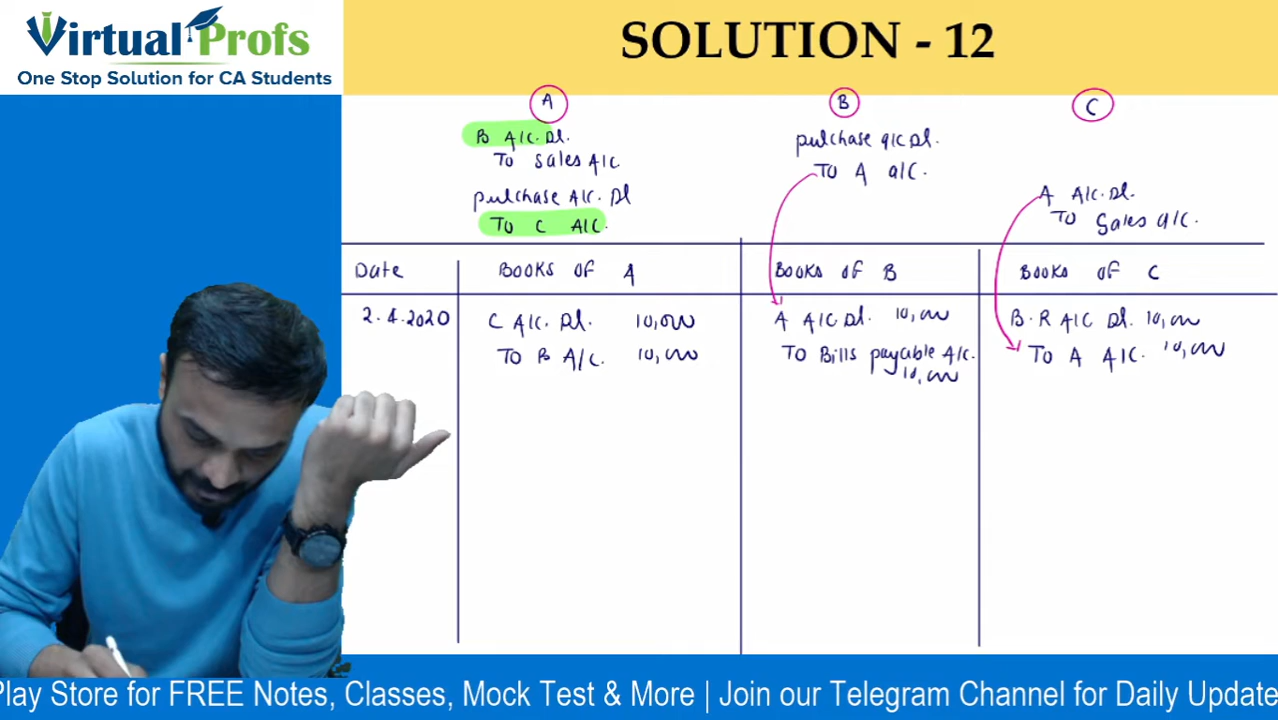 Virtual Profs
One Stop Solution for CA Students
SOLUTION - 12
A
B A/C. Dr.
To Sales A/C
purchase A/C. Dr
To C A/C.
B
purchase a/c Dr.
To A a/c.
C
A A/C. Dr.
To Sales a/c.
Date
BOOKS OF A
BOOKS OF B
BOOKS OF C
2.4.2020
C A/C. Dr. 10,000
TO B A/C. 10,000
A A/C Dr. 10,000
TO Bills payable A/C.
10,000
B.R A/C Dr. 10,000
To A A/C. 10,000
Play Store for FREE Notes, Classes, Mock Test & More | Join our Telegram Channel for Daily Update